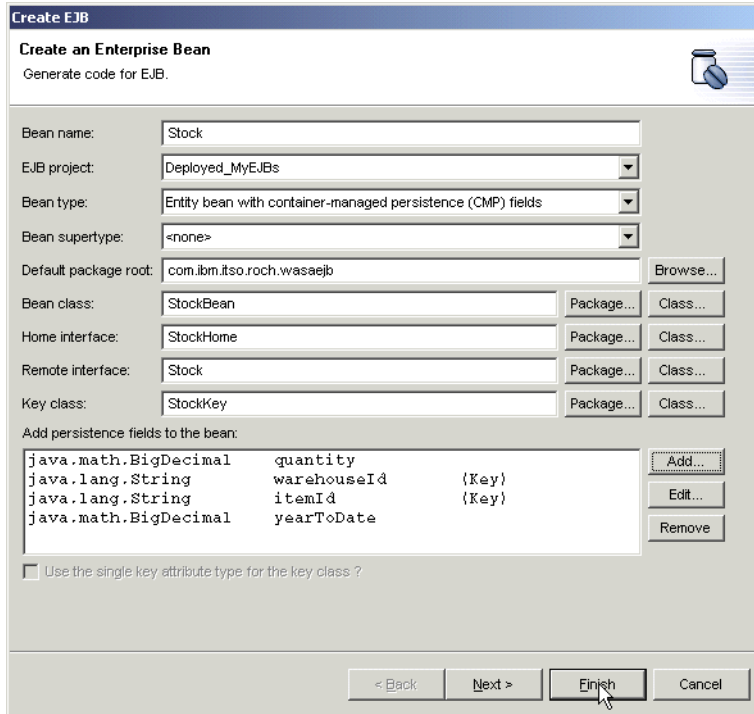 Create EJB
Create an Enterprise Bean
Generate code for EJB.
Bean name: Stock
EJB project: Deployed_MyEJBs
Bean type: Entity bean with container-managed persistence (CMP) fields
Bean supertype: <none>
Default package root: com.ibm.itso.roch.wasaejb Browse...
Bean class: StockBean Package... Class...
Home interface: StockHome Package... Class...
Remote interface: Stock Package... Class...
Key class: StockKey Package... Class...
Add persistence fields to the bean:
java.math.BigDecimal quantity Add...
java.lang.String warehouseId (Key)
java.lang.String itemId (Key) Edit...
java.math.BigDecimal yearToDate
Remove
Use the single key attribute type for the key class ?
< Back Next > Finish Cancel